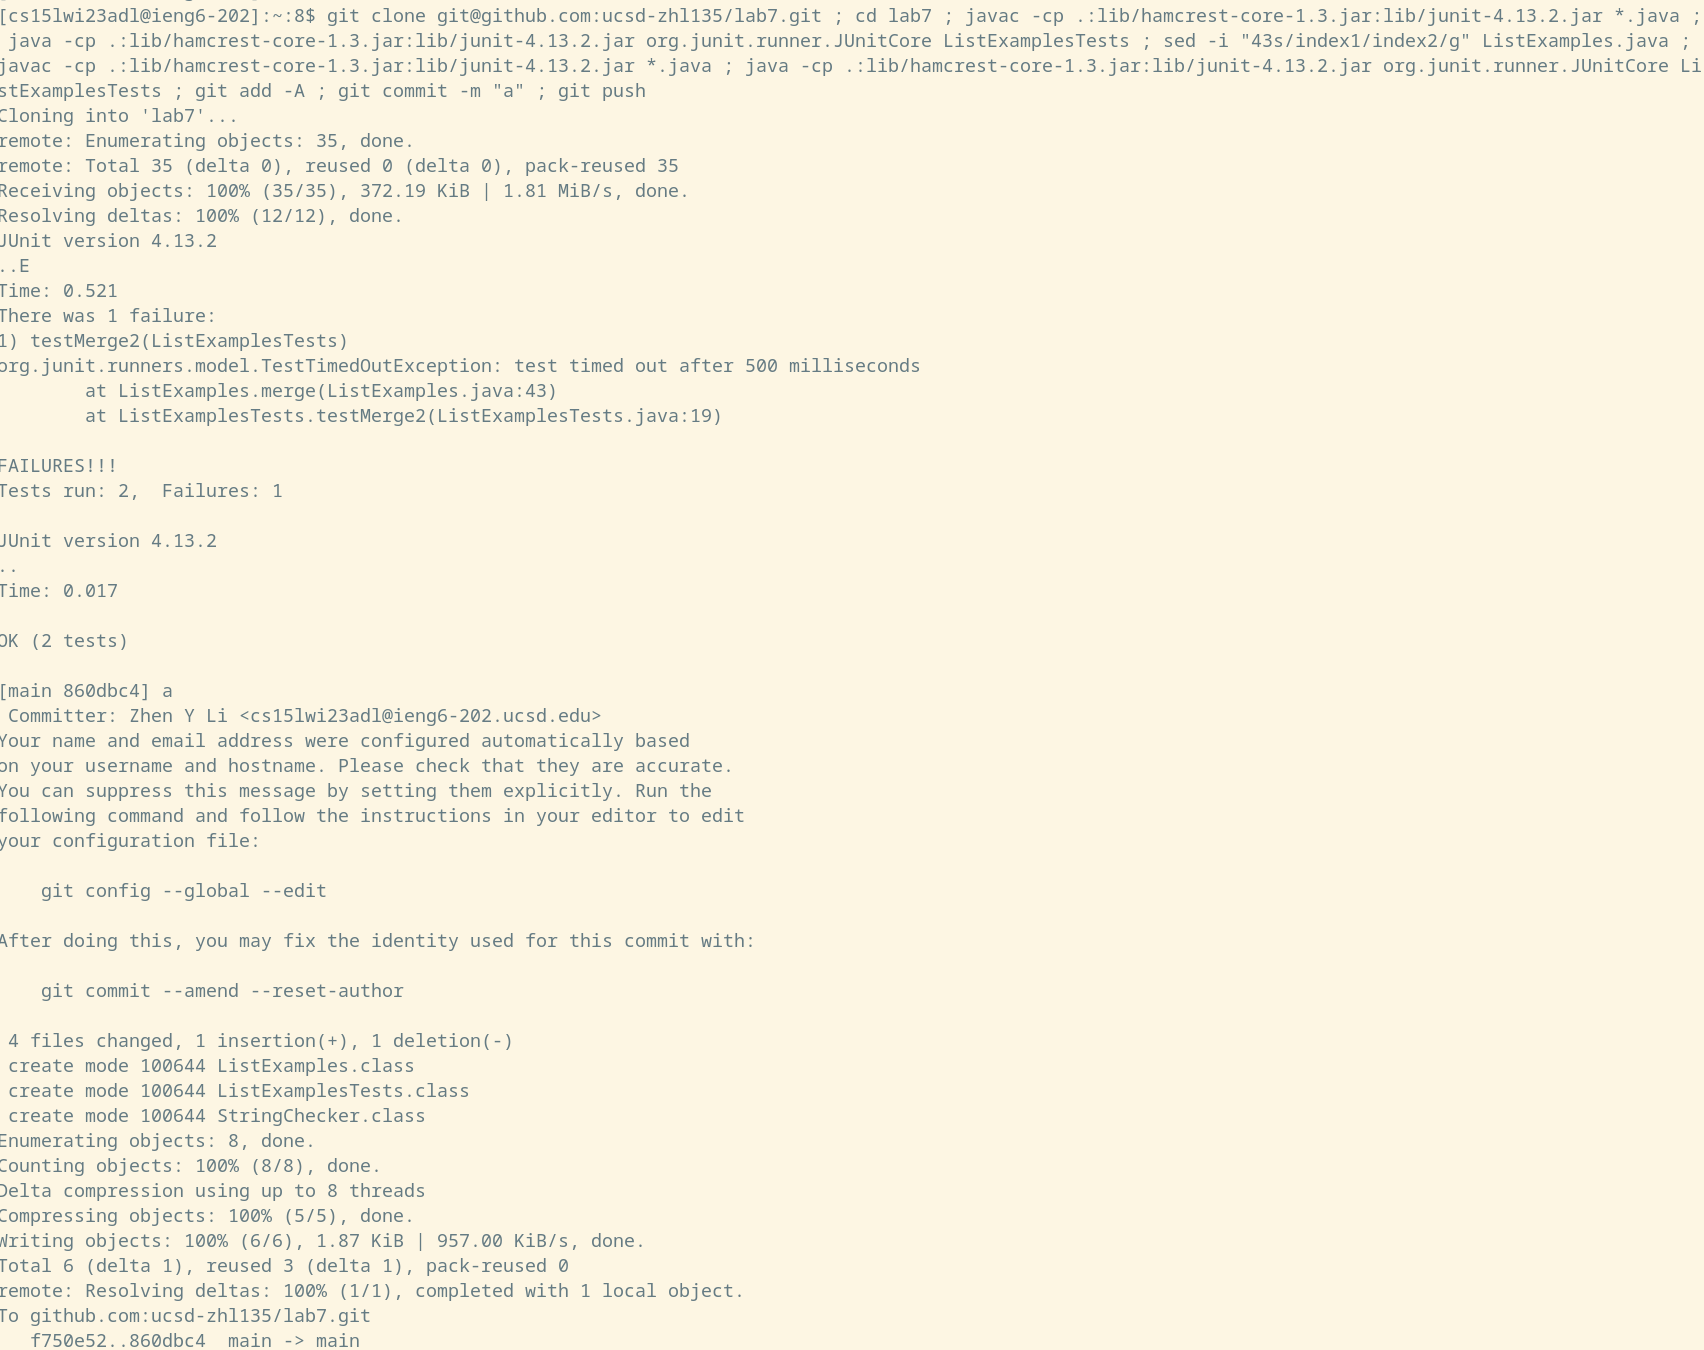 [cs15lwi23adl@ieng6-202]:~:8$ git clone git@github.com:ucsd-zhl135/lab7.git ; cd lab7 ; javac -cp .:lib/hamcrest-core-1.3.jar:lib/junit-4.13.2.jar *.java ;
 java -cp .:lib/hamcrest-core-1.3.jar:lib/junit-4.13.2.jar org.junit.runner.JUnitCore ListExamplesTests ; sed -i "43s/index1/index2/g" ListExamples.java ;
javac -cp .:lib/hamcrest-core-1.3.jar:lib/junit-4.13.2.jar *.java ; java -cp .:lib/hamcrest-core-1.3.jar:lib/junit-4.13.2.jar org.junit.runner.JUnitCore Li
stExamplesTests ; git add -A ; git commit -m "a" ; git push
Cloning into 'lab7'...
remote: Enumerating objects: 35, done.
remote: Total 35 (delta 0), reused 0 (delta 0), pack-reused 35
Receiving objects: 100% (35/35), 372.19 KiB | 1.81 MiB/s, done.
Resolving deltas: 100% (12/12), done.
JUnit version 4.13.2
..E
Time: 0.521
There was 1 failure:
1) testMerge2(ListExamplesTests)
org.junit.runners.model.TestTimedOutException: test timed out after 500 milliseconds
        at ListExamples.merge(ListExamples.java:43)
        at ListExamplesTests.testMerge2(ListExamplesTests.java:19)

FAILURES!!!
Tests run: 2,  Failures: 1

JUnit version 4.13.2
..
Time: 0.017

OK (2 tests)

[main 860dbc4] a
 Committer: Zhen Y Li <cs15lwi23adl@ieng6-202.ucsd.edu>
Your name and email address were configured automatically based
on your username and hostname. Please check that they are accurate.
You can suppress this message by setting them explicitly. Run the
following command and follow the instructions in your editor to edit
your configuration file:

    git config --global --edit

After doing this, you may fix the identity used for this commit with:

    git commit --amend --reset-author

 4 files changed, 1 insertion(+), 1 deletion(-)
 create mode 100644 ListExamples.class
 create mode 100644 ListExamplesTests.class
 create mode 100644 StringChecker.class
Enumerating objects: 8, done.
Counting objects: 100% (8/8), done.
Delta compression using up to 8 threads
Compressing objects: 100% (5/5), done.
Writing objects: 100% (6/6), 1.87 KiB | 957.00 KiB/s, done.
Total 6 (delta 1), reused 3 (delta 1), pack-reused 0
remote: Resolving deltas: 100% (1/1), completed with 1 local object.
To github.com:ucsd-zhl135/lab7.git
   f750e52..860dbc4  main -> main